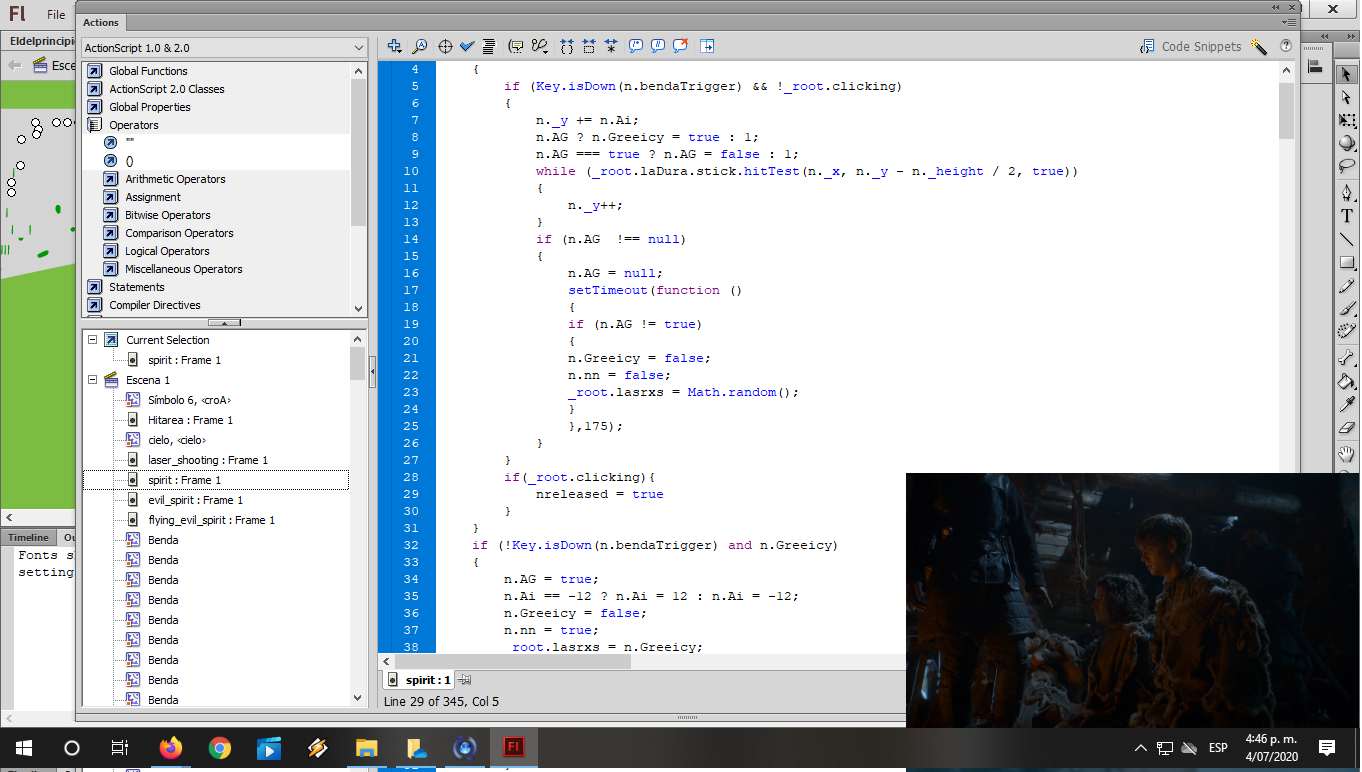 Fl File
Actions
Eldelprincipi
Esce
ActionScript 1.0 & 2.0
Code Snippets
Global Functions
ActionScript 2.0 Classes
Global Properties
Operators
""
()
Arithmetic Operators
Assignment
Bitwise Operators
Comparison Operators
Logical Operators
Miscellaneous Operators
Statements
Compiler Directives
Current Selection
spirit : Frame 1
Escena 1
Símbolo 6, <croA>
Hitarea : Frame 1
cielo, <cielo>
laser_shooting : Frame 1
spirit : Frame 1
evil_spirit : Frame 1
flying_evil_spirit : Frame 1
Benda
Benda
Benda
Benda
Benda
Benda
Benda
Benda
Benda
4 {
5 if (Key.isDown(n.bendaTrigger) && !_root.clicking)
6 {
7 n._y += n.Ai;
8 n.AG ? n.Greeicy = true : 1;
9 n.AG === true ? n.AG = false : 1;
10 while (_root.laDura.stick.hitTest(n._x, n._y - n._height / 2, true))
11 {
12 n._y++;
13 }
14 if (n.AG  !== null)
15 {
16 n.AG = null;
17 setTimeout(function ()
18 {
19 if (n.AG != true)
20 {
21 n.Greeicy = false;
22 n.nn = false;
23 _root.lasrxs = Math.random();
24 }
25 },175);
26 }
27 }
28 if(_root.clicking){
29 nreleased = true
30 }
31 }
32 if (!Key.isDown(n.bendaTrigger) and n.Greeicy)
33 {
34 n.AG = true;
35 n.Ai == -12 ? n.Ai = 12 : n.Ai = -12;
36 n.Greeicy = false;
37 n.nn = true;
38 _root.lasrxs = n.Greeicy;
spirit : 1
Line 29 of 345, Col 5
Timeline Ou
Fonts s
setting
Fl
ESP
4:46 p. m.
4/07/2020